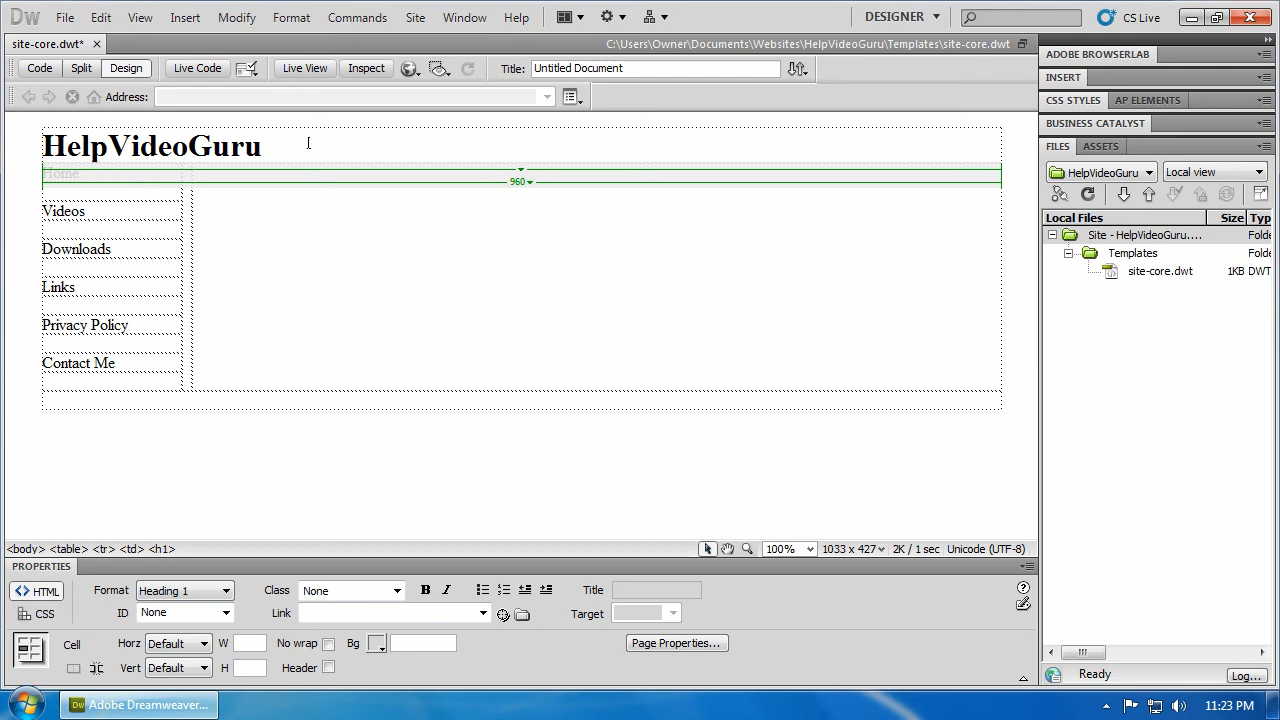 Dw File Edit View Insert Modify Format Commands Site Window Help DESIGNER CS Live
site-core.dwt* C:\Users\Owner\Documents\Websites\HelpVideoGuru\Templates\site-core.dwt
Code Split Design Live Code Live View Inspect Title: Untitled Document
Address:
HelpVideoGuru
Home
960
Videos
Downloads
Links
Privacy Policy
Contact Me
<body> <table> <tr> <td> <h1> 100% 1033 x 427 2K / 1 sec Unicode (UTF-8)
PROPERTIES
<> HTML Format Heading 1 Class None B I Title
CSS ID None Link Target
Cell Horz Default W No wrap Bg Page Properties...
Vert Default H Header
ADOBE BROWSERLAB
INSERT
CSS STYLES AP ELEMENTS
BUSINESS CATALYST
FILES ASSETS
HelpVideoGuru Local view
Local Files Size Typ
Site - HelpVideoGuru.... Folde
Templates Folde
site-core.dwt 1KB DWT
Ready Log...
Dw Adobe Dreamweaver... 11:23 PM